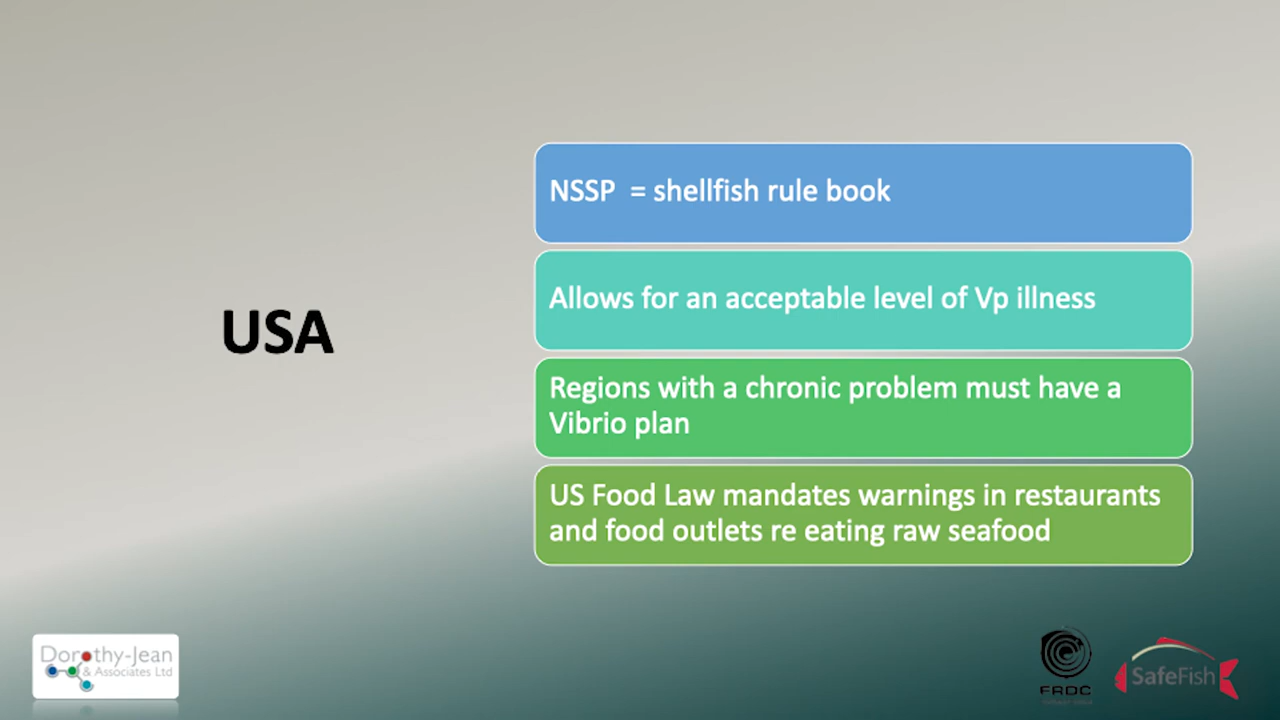 NSSP = shellfish rule book
Allows for an acceptable level of Vp illness
USA
Regions with a chronic problem must have a
Vibrio plan
US Food Law mandates warnings in restaurants
and food outlets re eating raw seafood
Dorothy-Jean
& Associates Ltd
FRDC
SafeFish